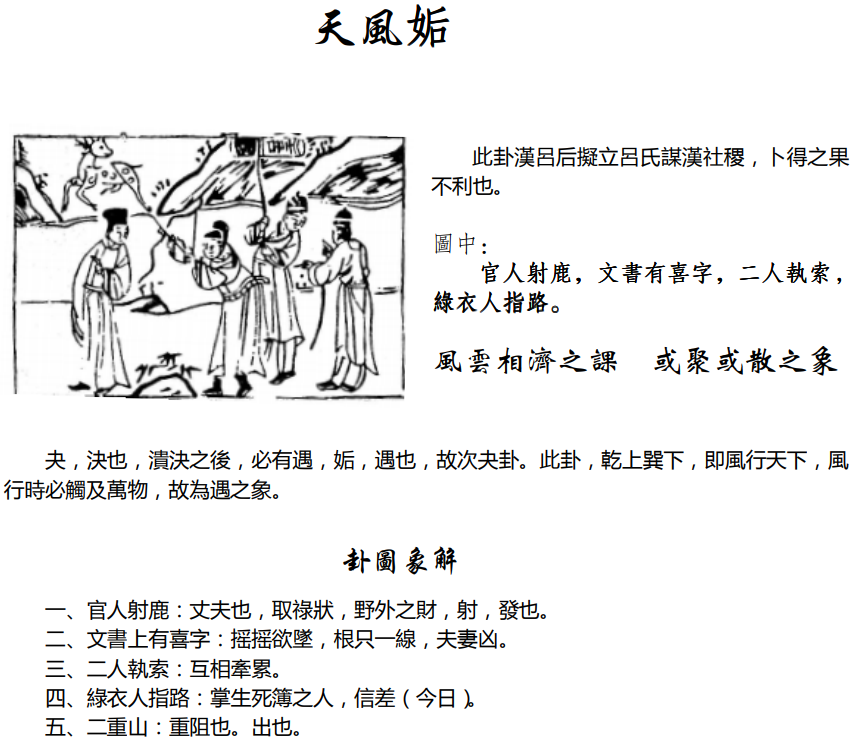 天風姤
此卦漢呂后擬立呂氏謀漢社稷，卜得之果
不利也。
圖中：
官人射鹿，文書有喜字，二人執索，
綠衣人指路。
風雲相濟之課　或聚或散之象
夬，決也，潰決之後，必有遇，姤，遇也，故次夬卦。此卦，乾上巽下，即風行天下，風
行時必觸及萬物，故為遇之象。
卦圖象解
一、官人射鹿：丈夫也，取祿狀，野外之財，射，發也。
二、文書上有喜字：摇摇欲墜，根只一線，夫妻凶。
三、二人執索：互相牽累。
四、綠衣人指路：掌生死簿之人，信差（今日）。
五、二重山：重阻也。出也。